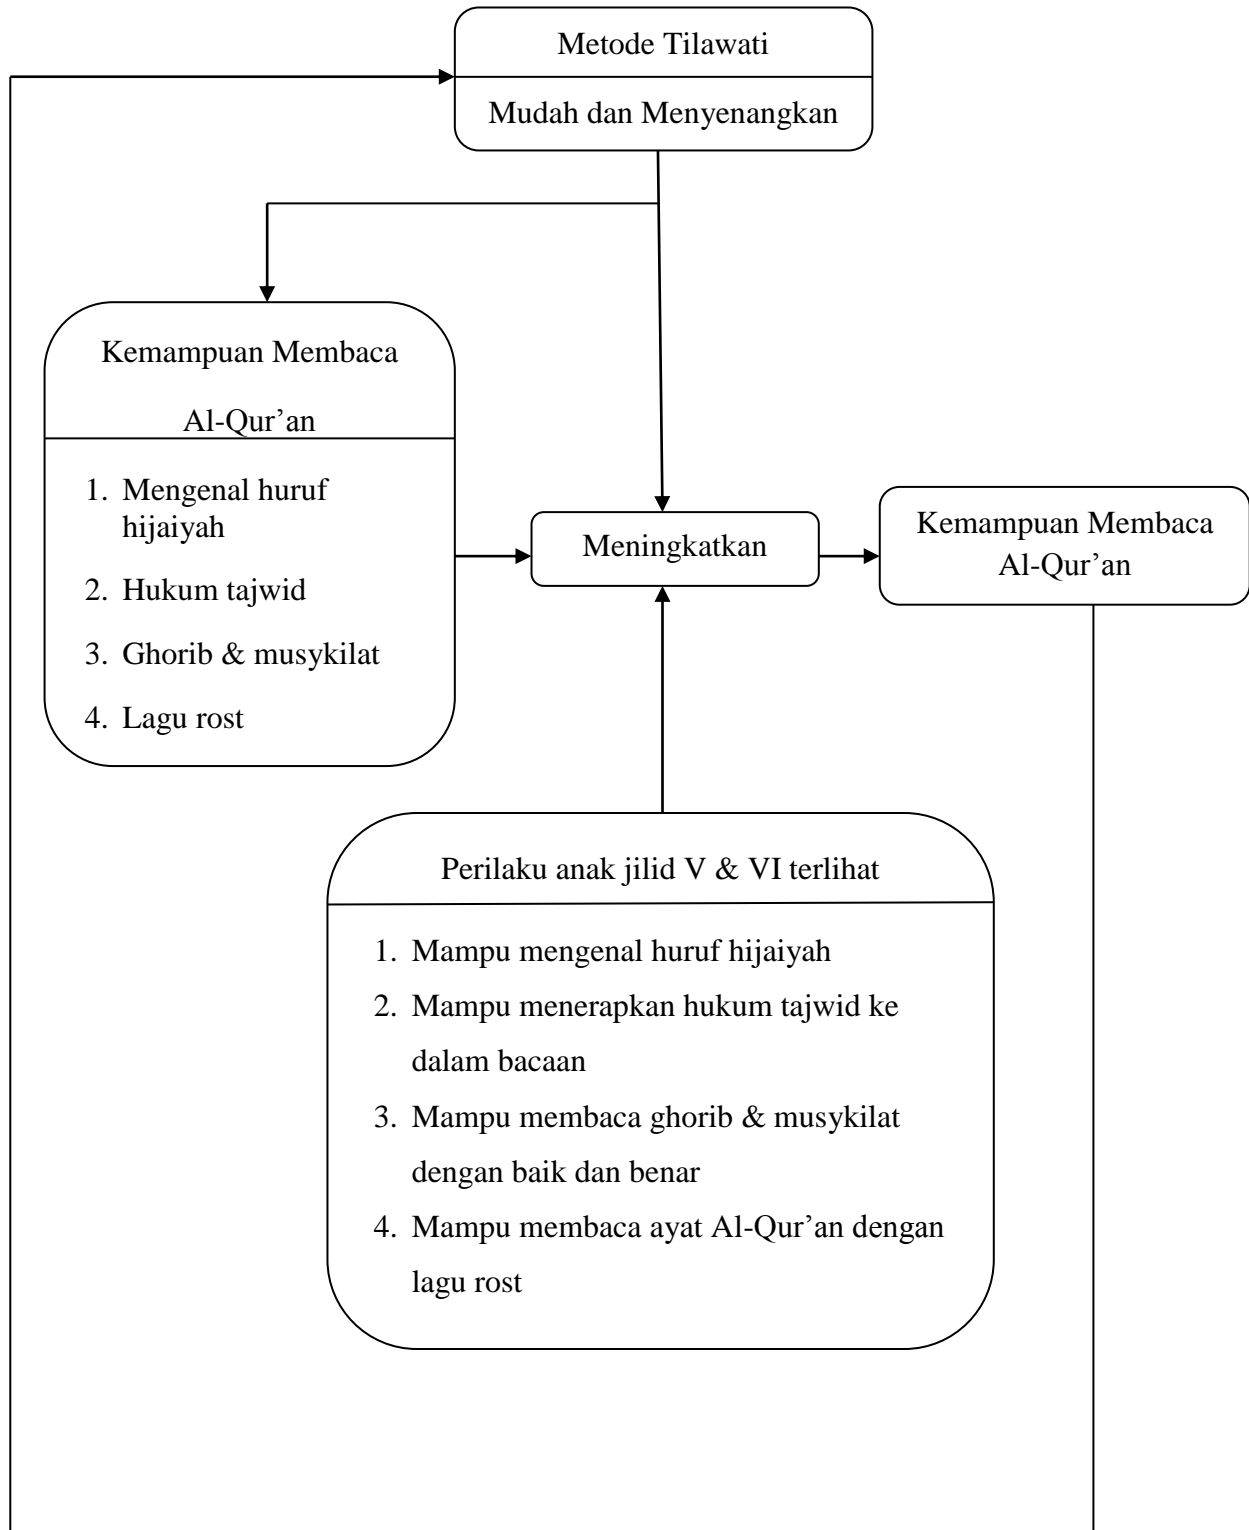 Metode Tilawati
Mudah dan Menyenangkan
Kemampuan Membaca
Al-Qur’an
1. Mengenal huruf
hijaiyah
2. Hukum tajwid
3. Ghorib & musykilat
4. Lagu rost
Meningkatkan
Kemampuan Membaca
Al-Qur’an
Perilaku anak jilid V & VI terlihat
1. Mampu mengenal huruf hijaiyah
2. Mampu menerapkan hukum tajwid ke
dalam bacaan
3. Mampu membaca ghorib & musykilat
dengan baik dan benar
4. Mampu membaca ayat Al-Qur’an dengan
lagu rost